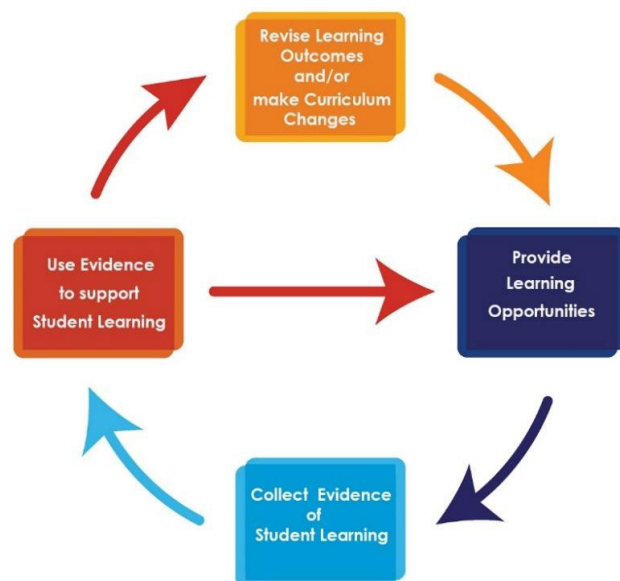 Revise Learning
Outcomes
and/or
make Curriculum
Changes
Use Evidence
to support
Student Learning
Provide
Learning
Opportunities
Collect Evidence
of
Student Learning